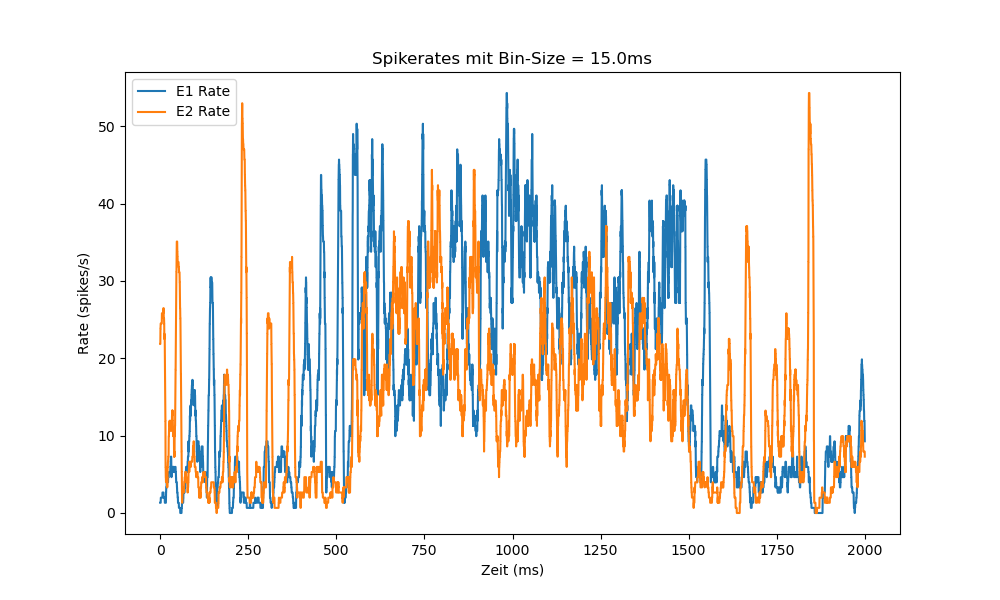 Spikerates mit Bin-Size = 15.0ms
E1 Rate
E2 Rate
Rate (spikes/s)
50
40
30
20
10
0
0 250 500 750 1000 1250 1500 1750 2000
Zeit (ms)